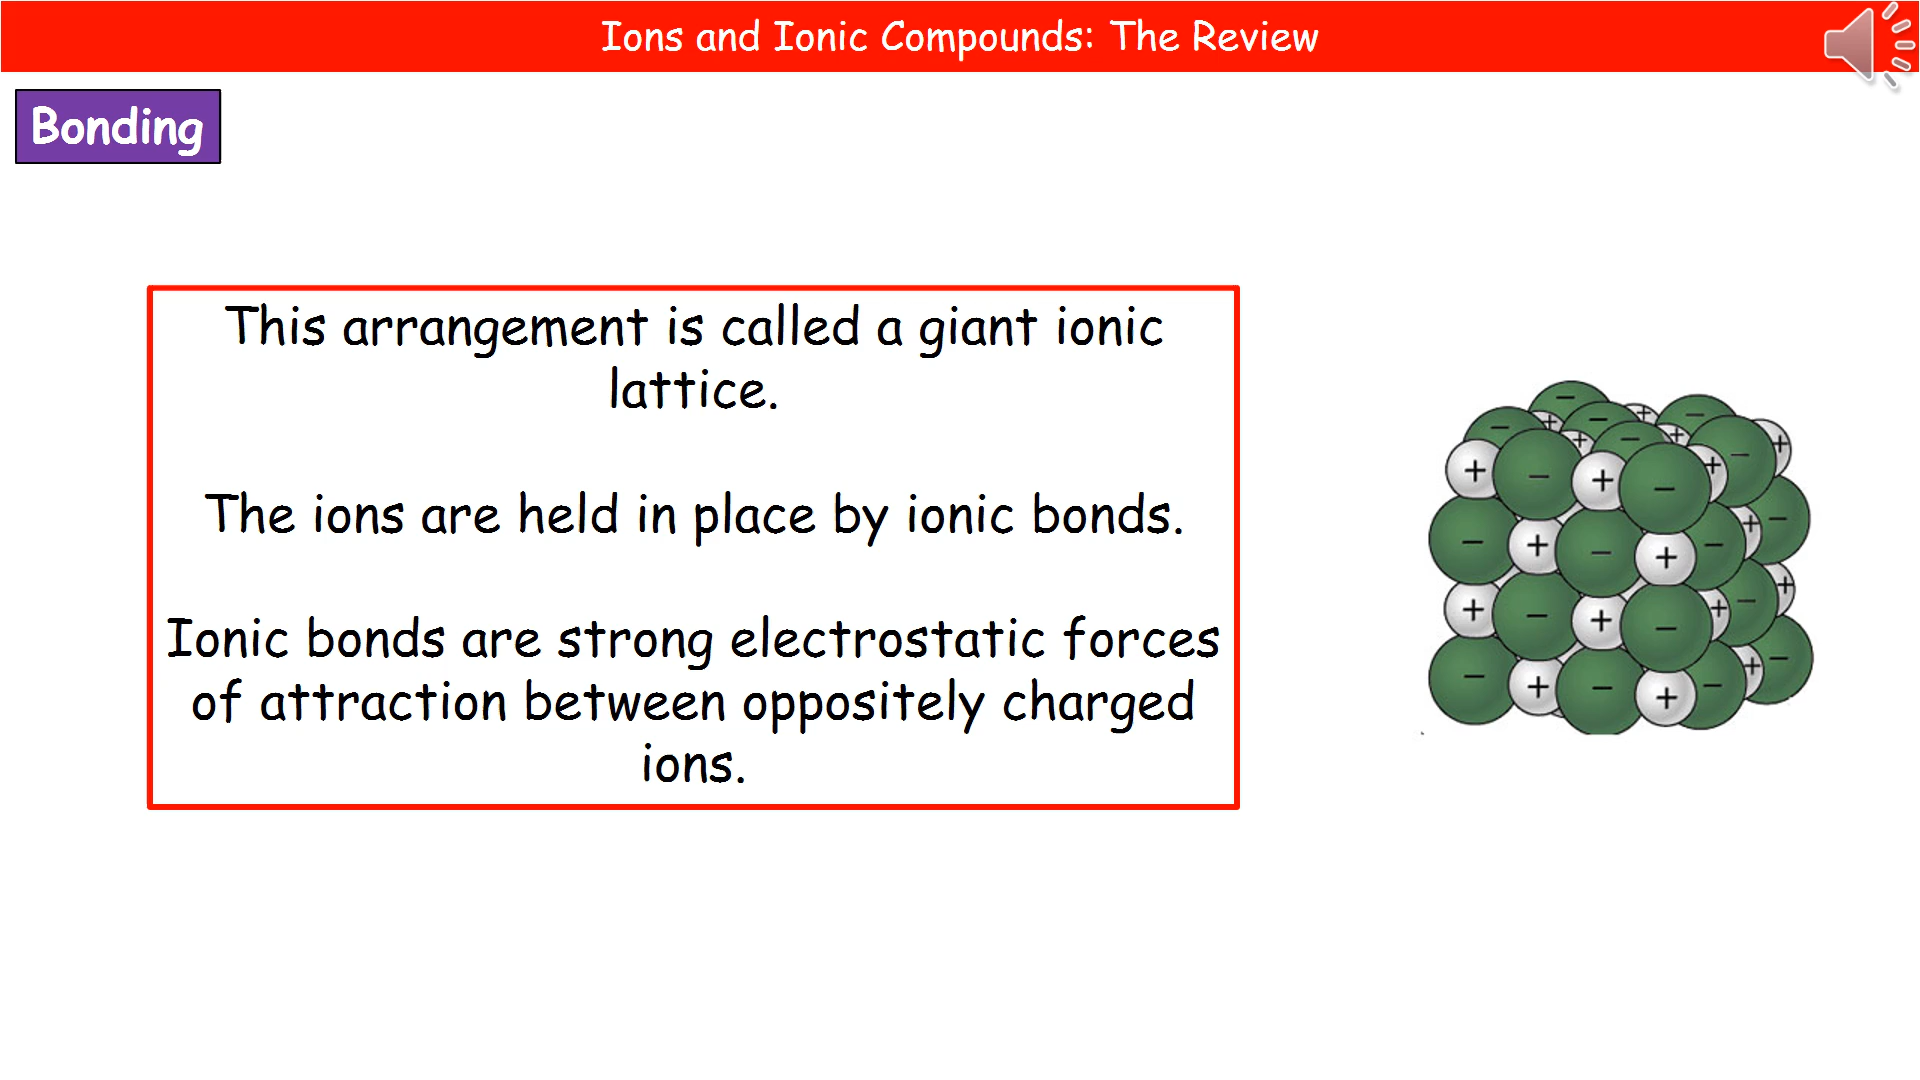 Ions and Ionic Compounds: The Review
Bonding
This arrangement is called a giant ionic
lattice.
The ions are held in place by ionic bonds.
Ionic bonds are strong electrostatic forces
of attraction between oppositely charged
ions.